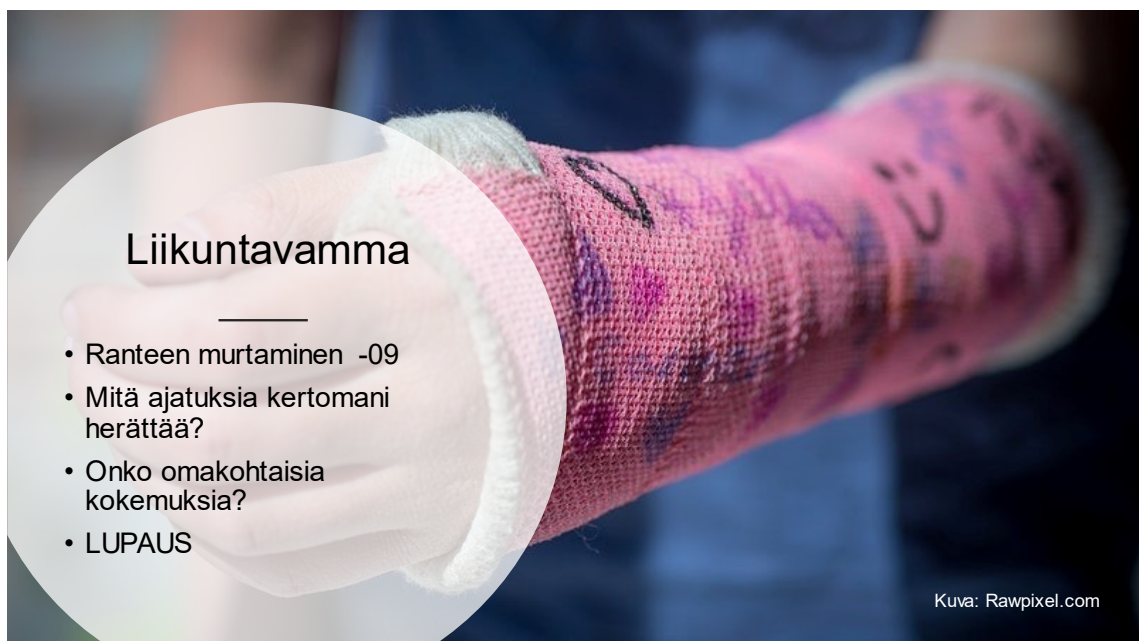 Liikuntavamma
• Ranteen murtaminen -09
• Mitä ajatuksia kertomani
herättää?
• Onko omakohtaisia
kokemuksia?
• LUPAUS
Kuva: Rawpixel.com